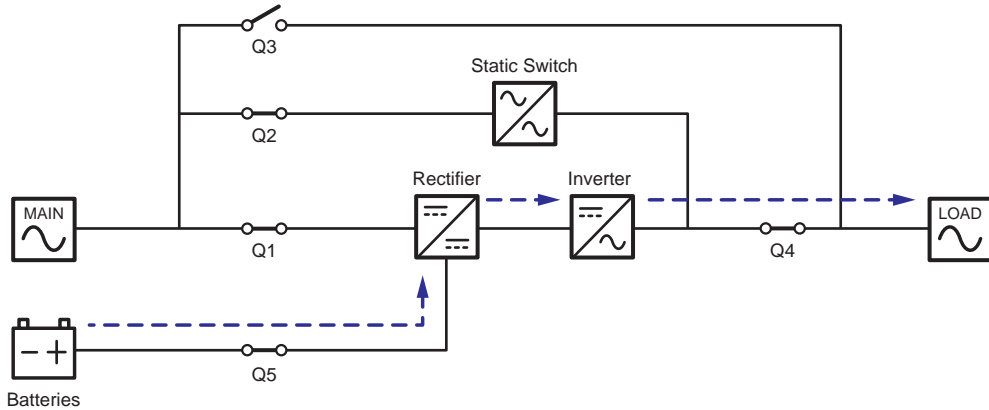 Q3
Static Switch
Q2
Rectifier
Inverter
MAIN
LOAD
Q1
Q4
Q5
Batteries